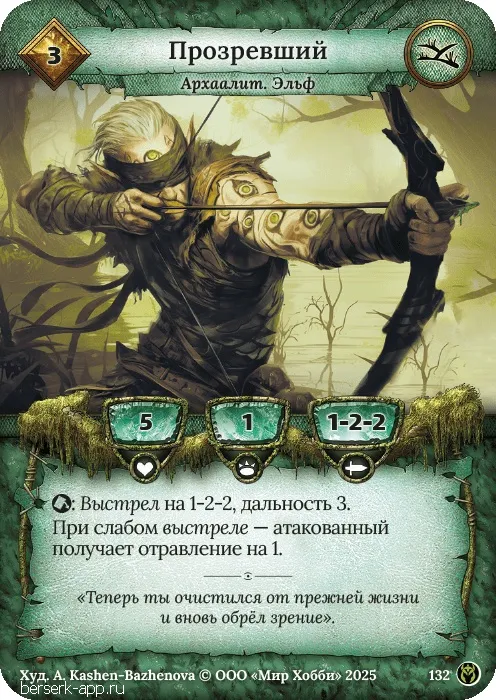 3
Прозревший
Архаалит. Эльф
5
1
1-2-2
: Выстрел на 1-2-2, дальность 3.
При слабом выстреле — атакованный
получает отравление на 1.
«Теперь ты очистился от прежней жизни
и вновь обрёл зрение».
Худ. А. Kashen-Bazhenova © ООО «Мир Хобби» 2025
132
berserk-app.ru